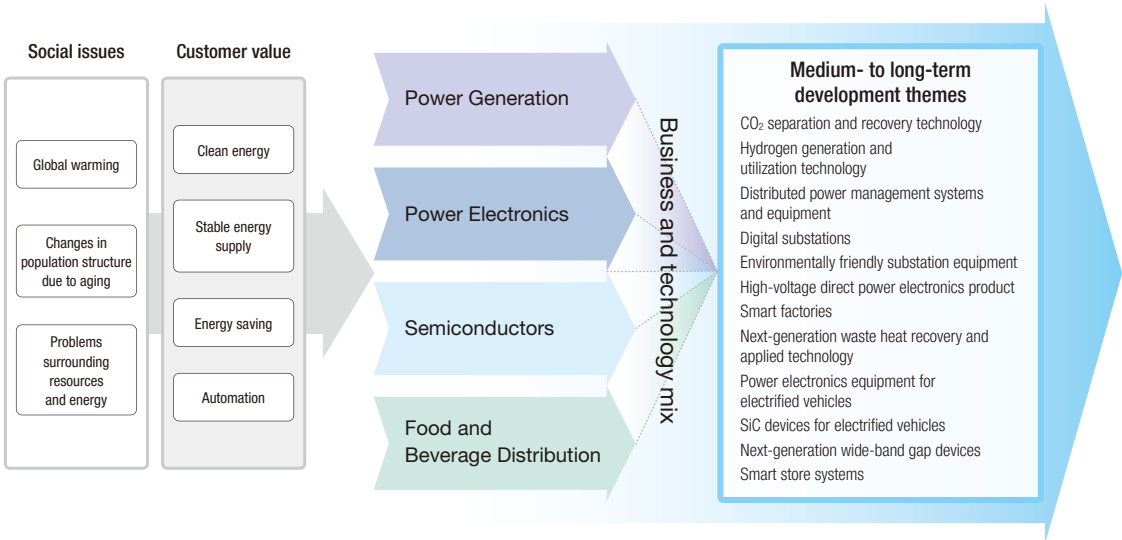 Social issues
Global warming
Changes in
population structure
due to aging
Problems
surrounding
resources
and energy
Customer value
Clean energy
Stable energy
supply
Energy saving
Automation
Power Generation
Power Electronics
Semiconductors
Food and
Beverage Distribution
Business and technology mix
Medium- to long-term
development themes
CO₂ separation and recovery technology
Hydrogen generation and
utilization technology
Distributed power management systems
and equipment
Digital substations
Environmentally friendly substation equipment
High-voltage direct power electronics product
Smart factories
Next-generation waste heat recovery and
applied technology
Power electronics equipment for
electrified vehicles
SiC devices for electrified vehicles
Next-generation wide-band gap devices
Smart store systems